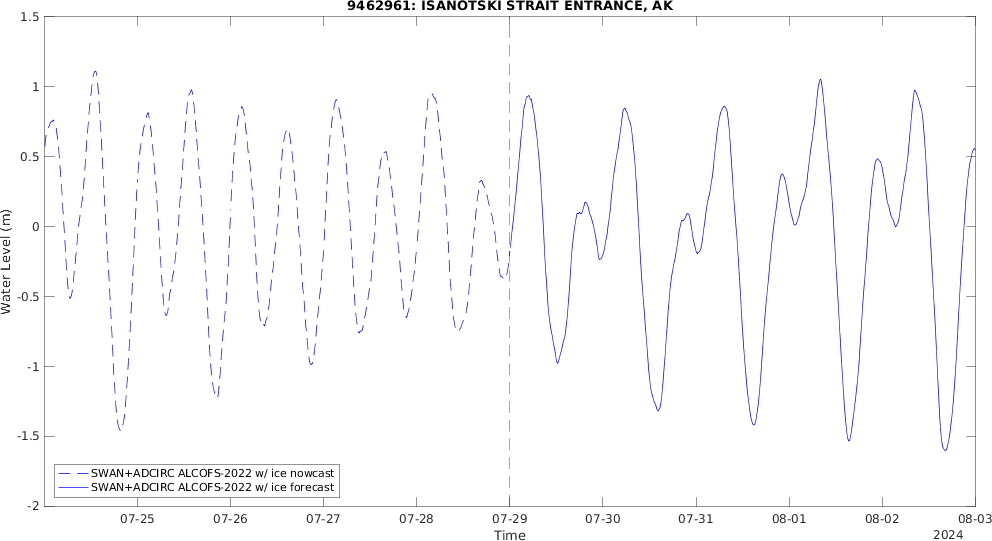 9462961: ISANOTSKI STRAIT ENTRANCE, AK
1.5
1
0.5
0
-0.5
-1
-1.5
-2
Water Level (m)
SWAN+ADCIRC ALCOFS-2022 w/ ice nowcast
SWAN+ADCIRC ALCOFS-2022 w/ ice forecast
07-25 07-26 07-27 07-28 07-29 07-30 07-31 08-01 08-02 08-03
Time
2024